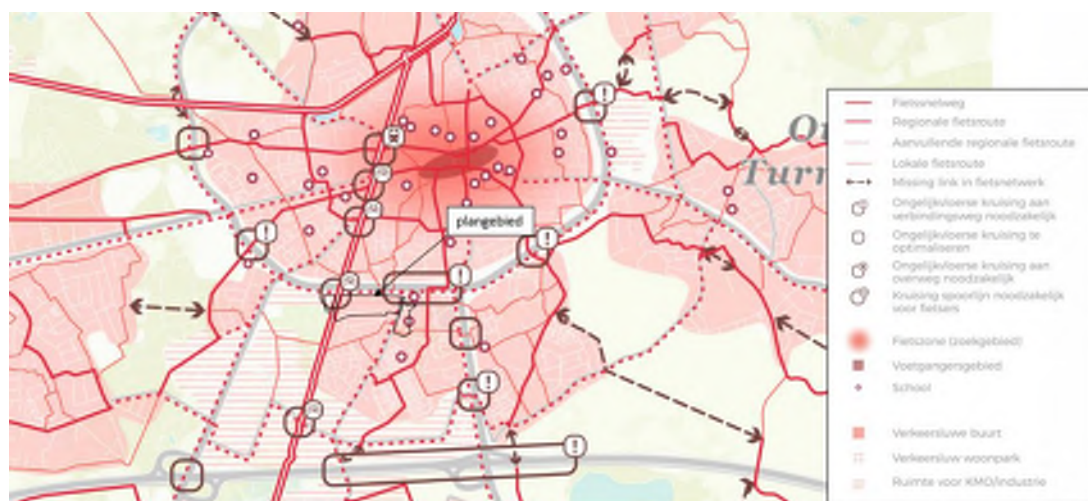 plangebied
Turn
Fietssnelweg
Regionale fietsroute
Aanvullende regionale fietsroute
Lokale fietsroute
Missing link in fietsnetwerk
Ongelijkvloerse kruising aan
verbindingsweg noodzakelijk
Ongelijkvloerse kruising te
optimaliseren
Ongelijkvloerse kruising aan
overweg noodzakelijk
Kruising spoorlijn noodzakelijk
voor fietsers
Fietszone (zoekgebied)
Voetgangersgebied
School
Verkeersluwe buurt
Verkeersluw woonpark
Ruimte voor KMO/industrie